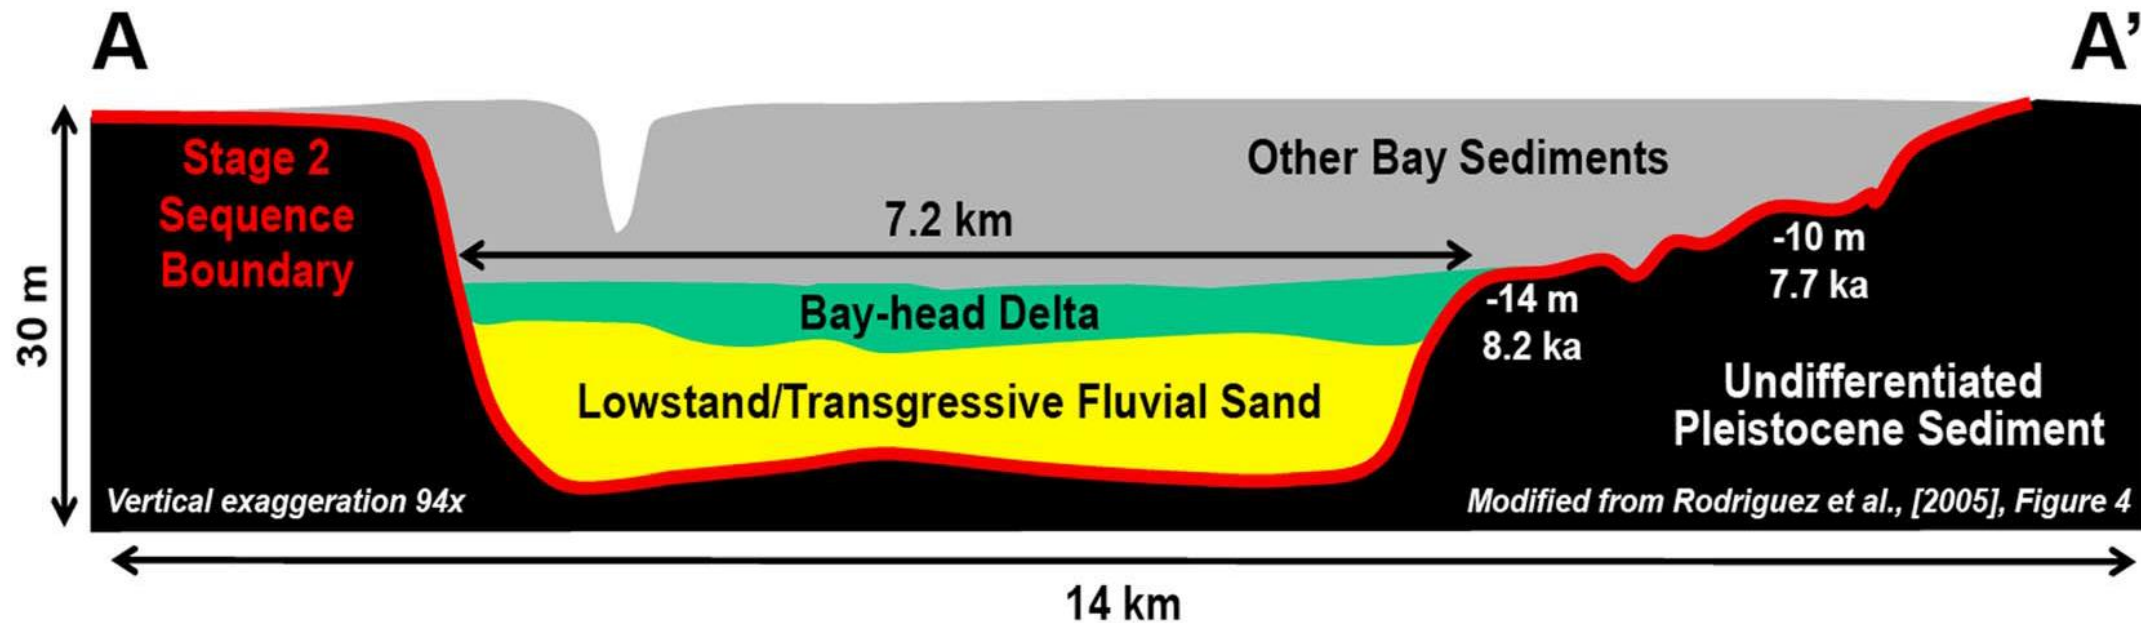 A
A’
Stage 2
Sequence
Boundary
Other Bay Sediments
7.2 km
-10 m
7.7 ka
30 m
Bay-head Delta
-14 m
8.2 ka
Lowstand/Transgressive Fluvial Sand
Undifferentiated
Pleistocene Sediment
Vertical exaggeration 94x
Modified from Rodriguez et al., [2005], Figure 4
14 km